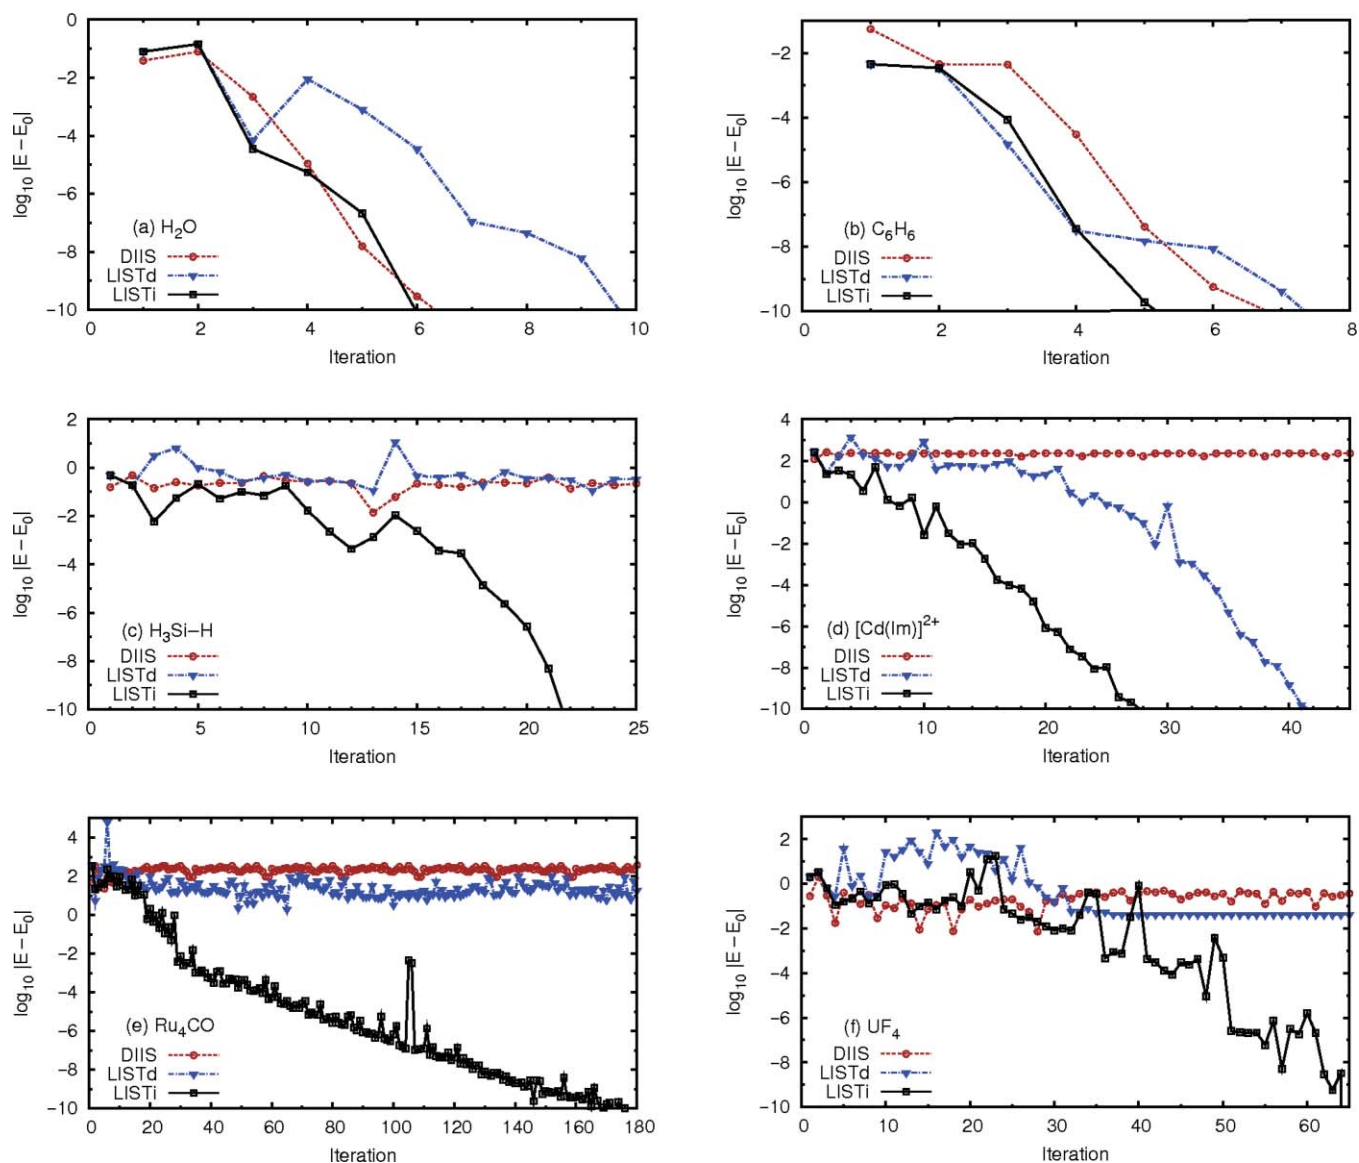 0
−2
−4
−6
−8
−10
log₁₀ |E − E₀|
(a) H₂O
DIIS
LISTd
LISTi
0 2 4 6 8 10
Iteration
−2
−4
−6
−8
−10
log₁₀ |E − E₀|
(b) C₆H₆
DIIS
LISTd
LISTi
0 2 4 6 8
Iteration
2
0
−2
−4
−6
−8
−10
log₁₀ |E − E₀|
(c) H₃Si−H
DIIS
LISTd
LISTi
0 5 10 15 20 25
Iteration
4
2
0
−2
−4
−6
−8
−10
log₁₀ |E − E₀|
(d) [Cd(Im)]²⁺
DIIS
LISTd
LISTi
0 10 20 30 40
Iteration
4
2
0
−2
−4
−6
−8
−10
log₁₀ |E − E₀|
(e) Ru₄CO
DIIS
LISTd
LISTi
0 20 40 60 80 100 120 140 160 180
Iteration
2
0
−2
−4
−6
−8
−10
log₁₀ |E − E₀|
(f) UF₄
DIIS
LISTd
LISTi
0 10 20 30 40 50 60
Iteration